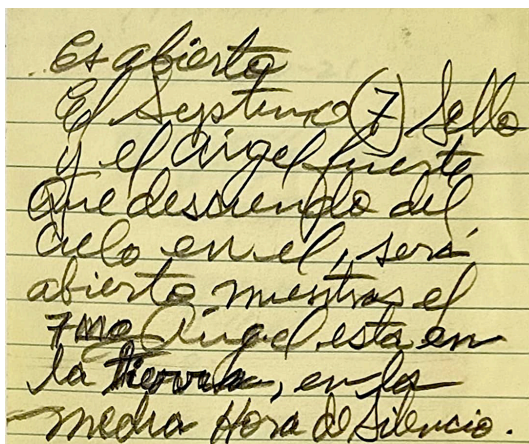 Es abierto
El Septimo (7) Sello
y el Angel fuerte
que desciende del
cielo en el, será
abierto mientras el
7mo Angel esta en
la tierra, en la
media Hora de Silencio.